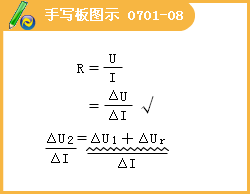 手写板图示 0701-08
R = U/I
= ΔU/ΔI √
ΔU₂/ΔI = ΔU₁ + ΔUᵣ/ΔI